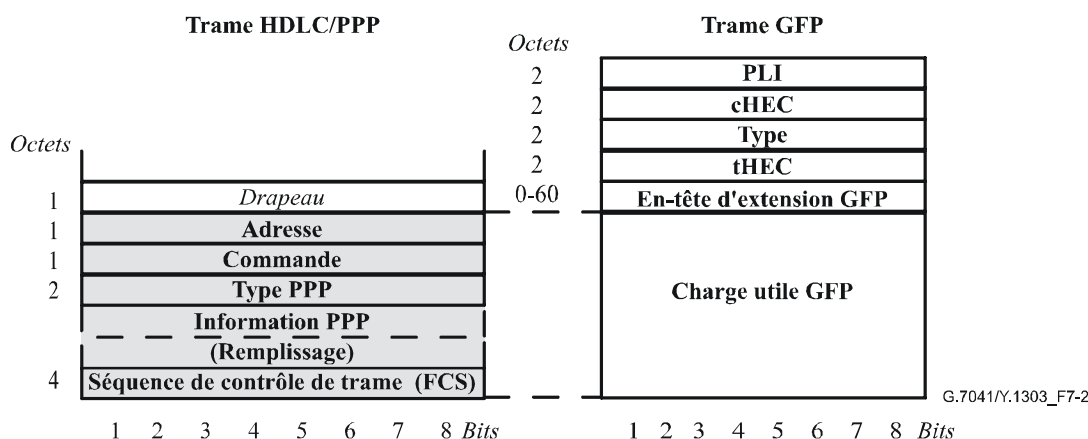 Trame HDLC/PPP
Octets
1 Drapeau
1 Adresse
1 Commande
2 Type PPP
Information PPP
(Remplissage)
4 Séquence de contrôle de trame (FCS)
1 2 3 4 5 6 7 8 Bits
Trame GFP
Octets
2 PLI
2 cHEC
2 Type
2 tHEC
0-60 En-tête d'extension GFP
Charge utile GFP
1 2 3 4 5 6 7 8 Bits
G.7041/Y.1303_F7-2